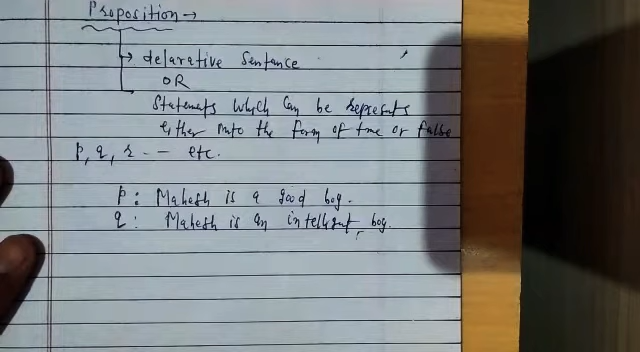 Proposition →
→ delarative Sentance
OR
Statements which can be represents
either into the form of true or false
p, q, r -- etc.
p: Mahesh is a good boy.
q: Mahesh is an intelligent boy.